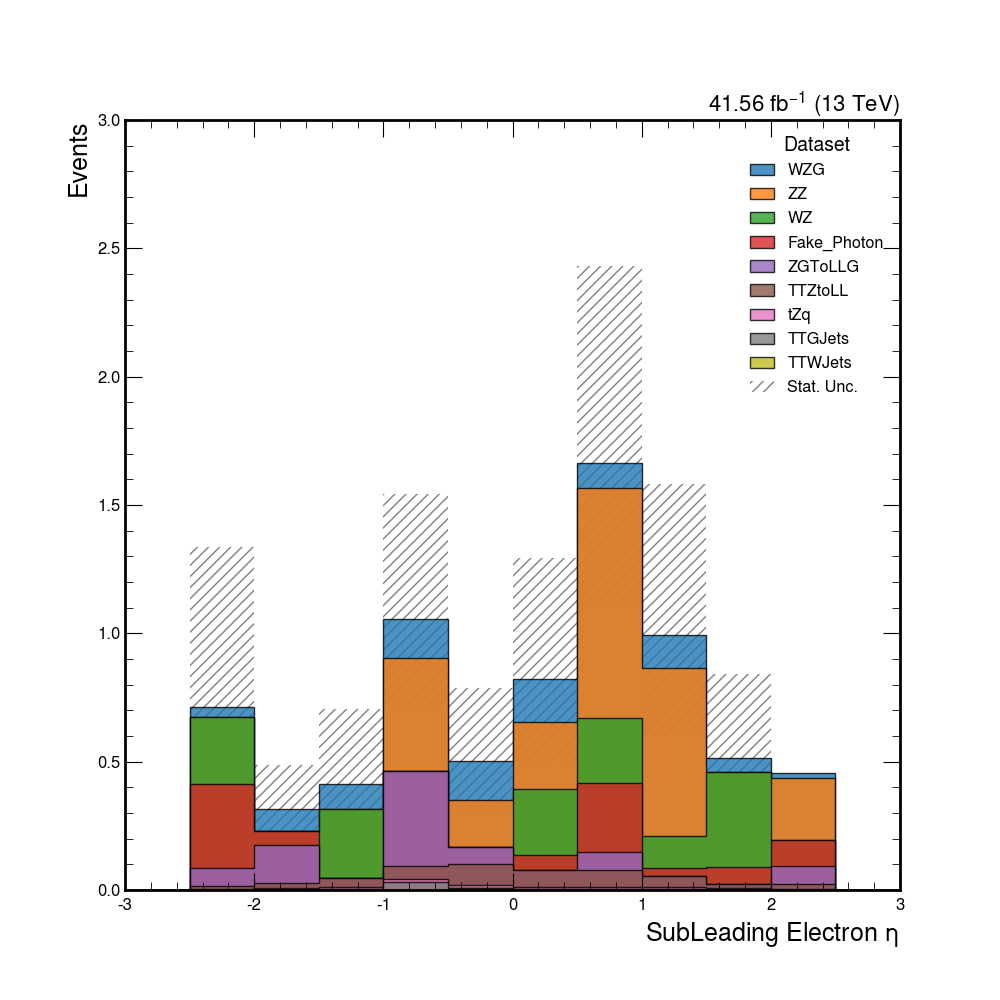 41.56 fb⁻¹ (13 TeV)
Events
3.0
2.5
2.0
1.5
1.0
0.5
0.0
Dataset
WZG
ZZ
WZ
Fake_Photon
ZGToLLG
TTZtoLL
tZq
TTGJets
TTWJets
Stat. Unc.
-3 -2 -1 0 1 2 3
SubLeading Electron η